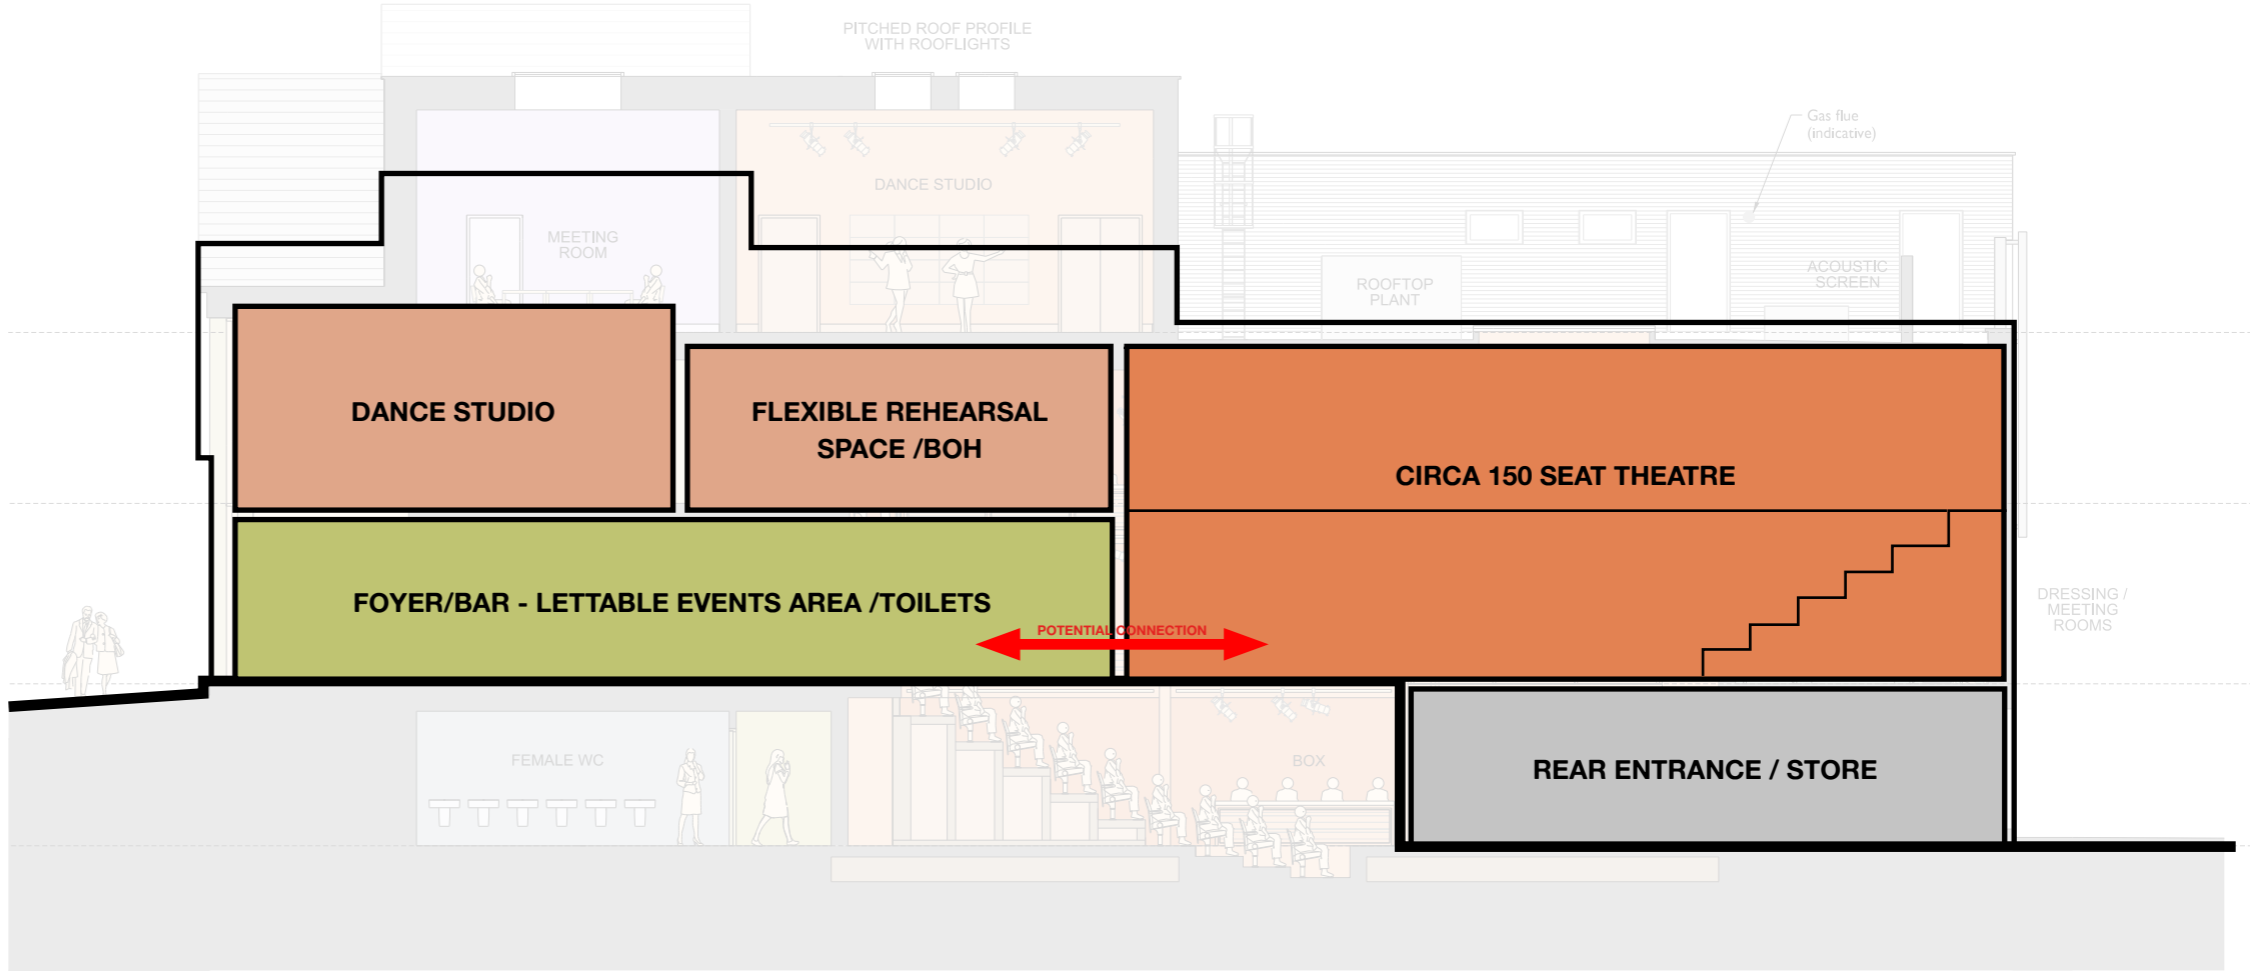 PITCHED ROOF PROFILE
WITH ROOFLIGHTS
Gas flue
(indicative)
DANCE STUDIO
MEETING
ROOM
ROOFTOP
PLANT
ACOUSTIC
SCREEN
DANCE STUDIO
FLEXIBLE REHEARSAL
SPACE /BOH
CIRCA 150 SEAT THEATRE
FOYER/BAR - LETTABLE EVENTS AREA /TOILETS
POTENTIAL CONNECTION
DRESSING /
MEETING
ROOMS
FEMALE WC
BOX
REAR ENTRANCE / STORE